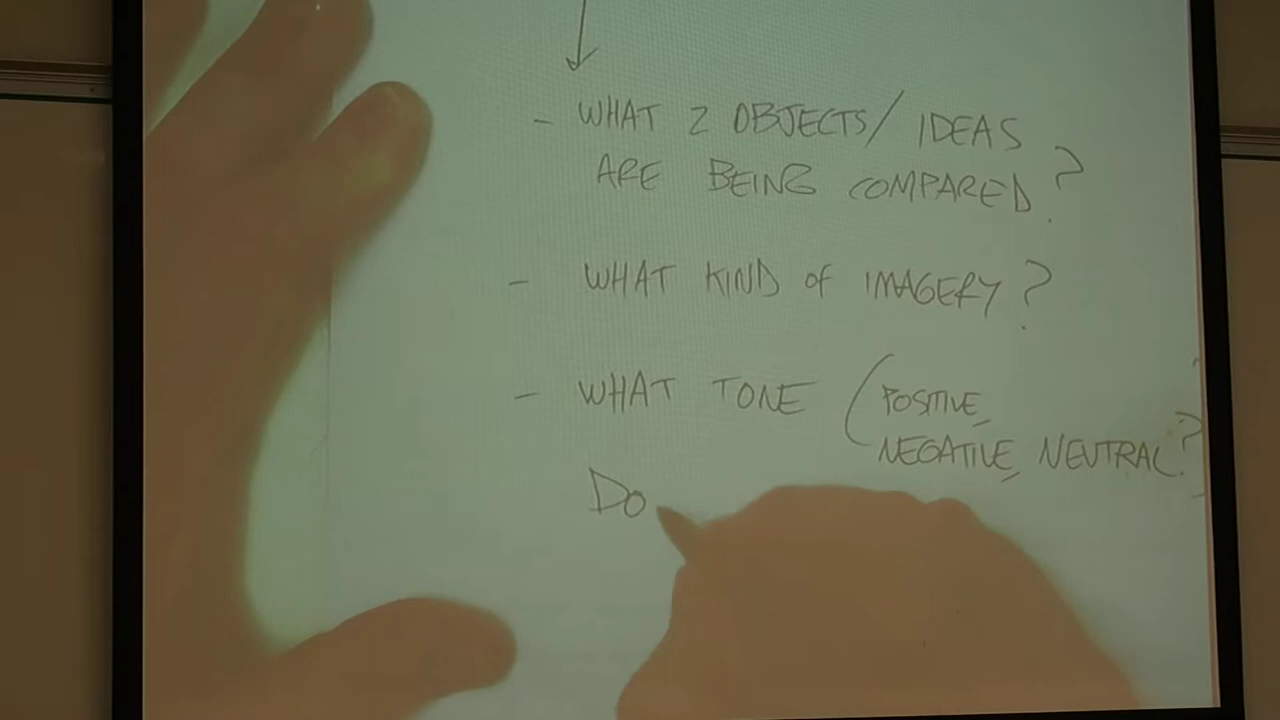 - WHAT 2 OBJECTS/ IDEAS
ARE BEING COMPARED?
- WHAT KIND OF IMAGERY?
- WHAT TONE (POSITIVE,
NEGATIVE, NEUTRAL?
DO